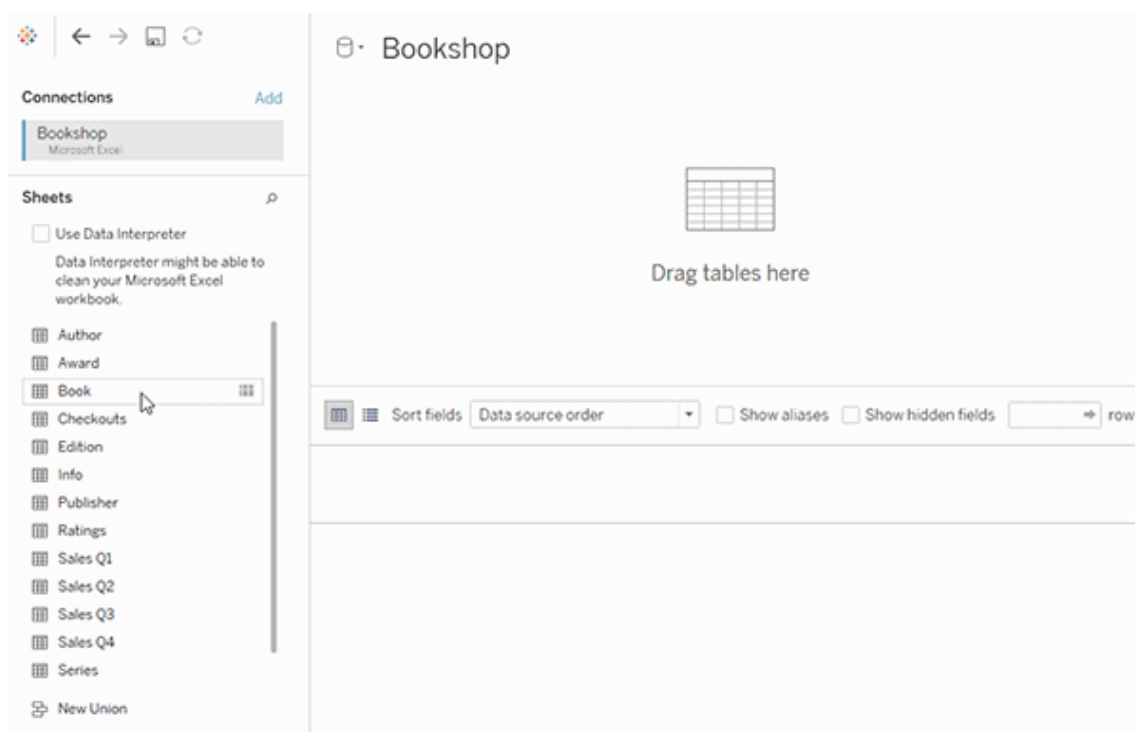 Bookshop
Connections
Add
Bookshop
Microsoft Excel
Sheets
Use Data Interpreter
Data Interpreter might be able to
clean your Microsoft Excel
workbook.
Author
Award
Book
Checkouts
Edition
Info
Publisher
Ratings
Sales Q1
Sales Q2
Sales Q3
Sales Q4
Series
New Union
Drag tables here
Sort fields Data source order Show aliases Show hidden fields row